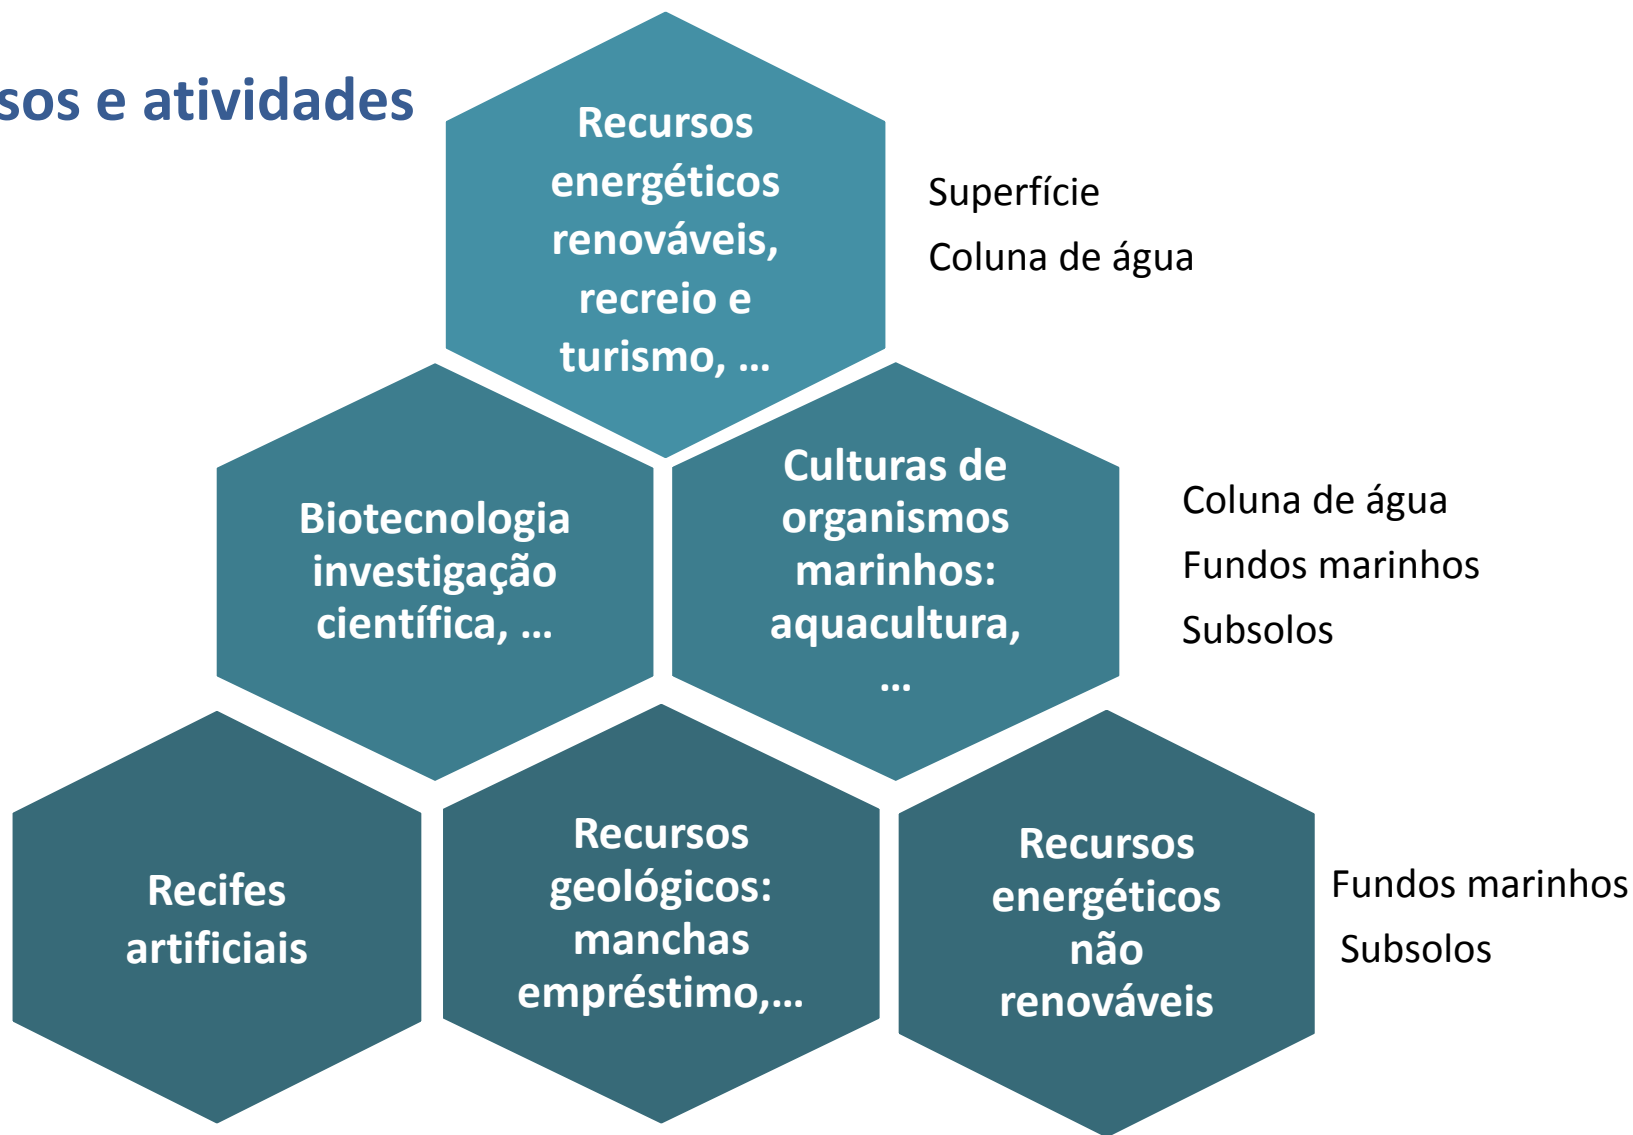 sos e atividades
Recursos
energéticos
renováveis,
recreio e
turismo, ...
Superfície
Coluna de água
Biotecnologia
investigação
científica, ...
Culturas de
organismos
marinhos:
aquacultura,
...
Coluna de água
Fundos marinhos
Subsolos
Recifes
artificiais
Recursos
geológicos:
manchas
empréstimo,...
Recursos
energéticos
não
renováveis
Fundos marinhos
Subsolos